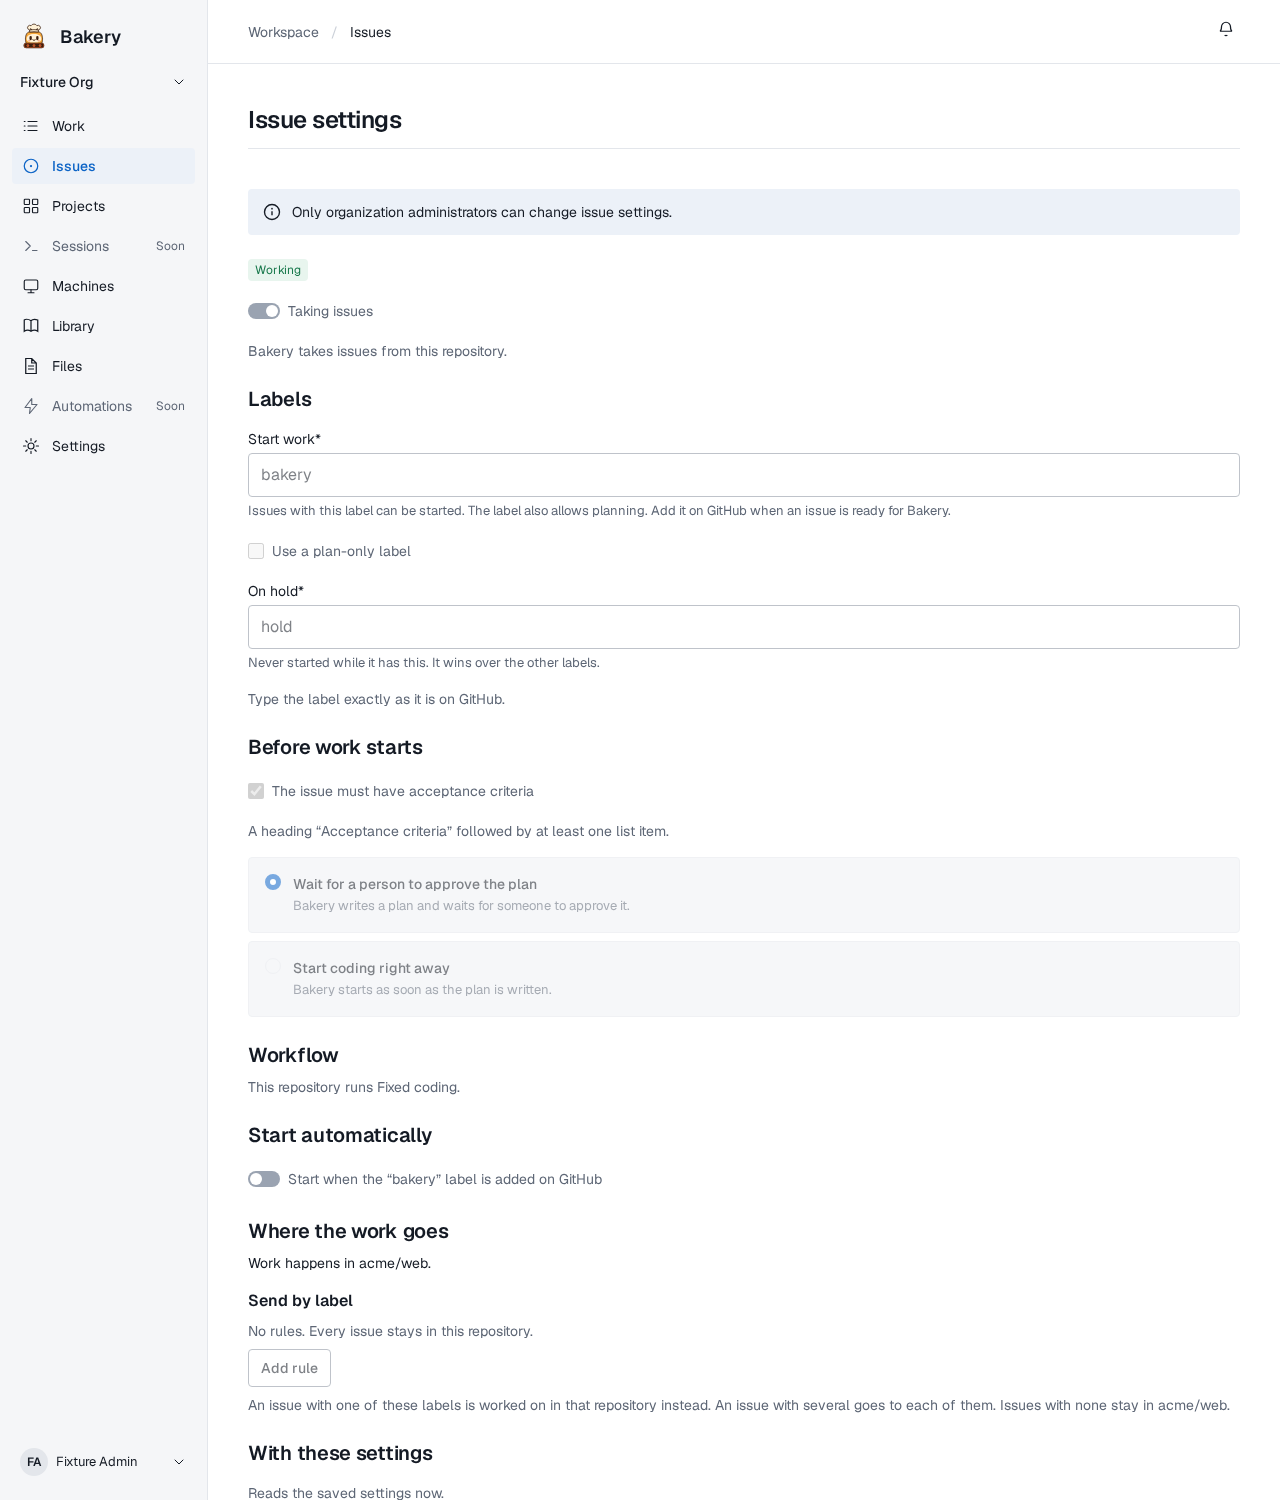 Bakery
Fixture Org
Work
Issues
Projects
Sessions Soon
Machines
Library
Files
Automations Soon
Settings
FA Fixture Admin
Workspace / Issues
Issue settings
Only organization administrators can change issue settings.
Working
Taking issues
Bakery takes issues from this repository.
Labels
Start work*
bakery
Issues with this label can be started. The label also allows planning. Add it on GitHub when an issue is ready for Bakery.
Use a plan-only label
On hold*
hold
Never started while it has this. It wins over the other labels.
Type the label exactly as it is on GitHub.
Before work starts
The issue must have acceptance criteria
A heading “Acceptance criteria” followed by at least one list item.
Wait for a person to approve the plan
Bakery writes a plan and waits for someone to approve it.
Start coding right away
Bakery starts as soon as the plan is written.
Workflow
This repository runs Fixed coding.
Start automatically
Start when the “bakery” label is added on GitHub
Where the work goes
Work happens in acme/web.
Send by label
No rules. Every issue stays in this repository.
Add rule
An issue with one of these labels is worked on in that repository instead. An issue with several goes to each of them. Issues with none stay in acme/web.
With these settings
Reads the saved settings now.